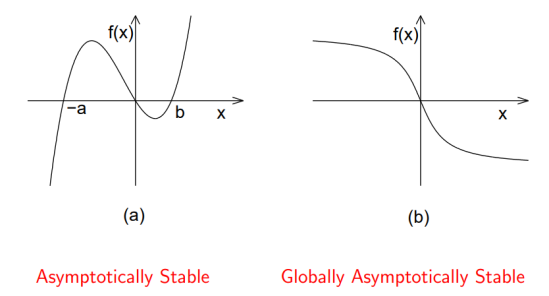 f(x)
−a
b
x
(a)
Asymptotically Stable
f(x)
x
(b)
Globally Asymptotically Stable